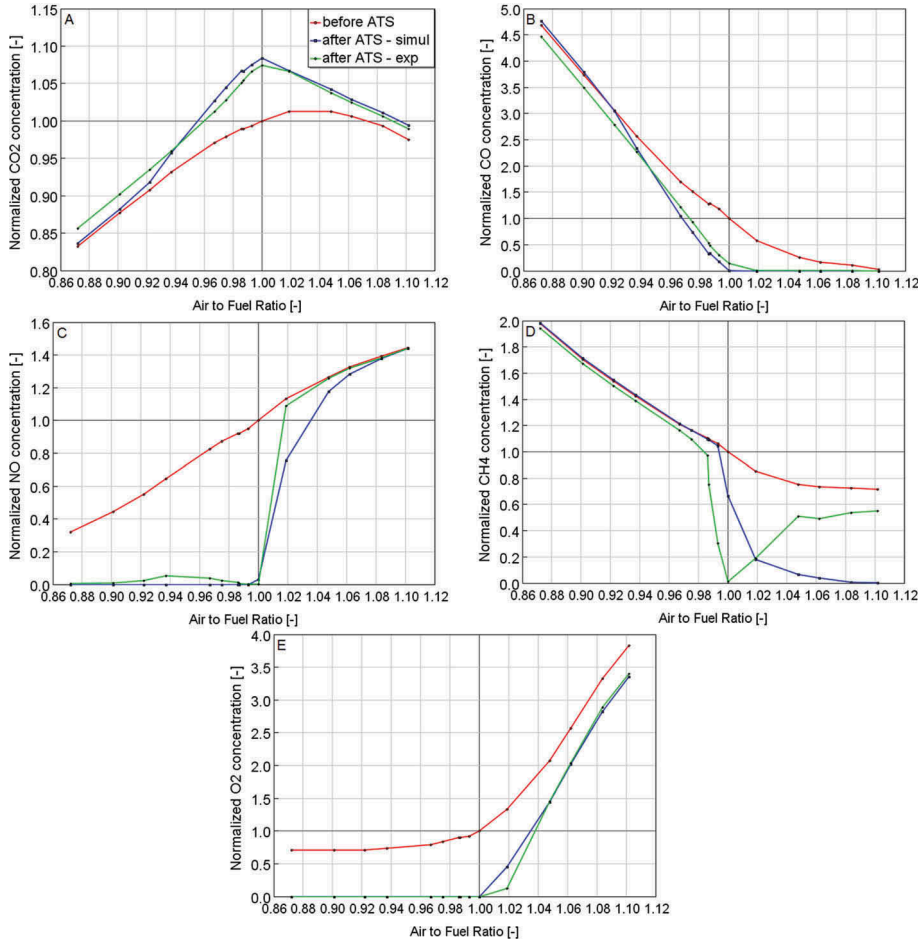 A
before ATS
after ATS - simul
after ATS - exp
Normalized CO2 concentration [-]
1.15
1.10
1.05
1.00
0.95
0.90
0.85
0.80
0.86 0.88 0.90 0.92 0.94 0.96 0.98 1.00 1.02 1.04 1.06 1.08 1.10 1.12
Air to Fuel Ratio [-]
B
Normalized CO concentration [-]
5.0
4.5
4.0
3.5
3.0
2.5
2.0
1.5
1.0
0.5
0.0
0.86 0.88 0.90 0.92 0.94 0.96 0.98 1.00 1.02 1.04 1.06 1.08 1.10 1.12
Air to Fuel Ratio [-]
C
Normalized NO concentration [-]
1.6
1.4
1.2
1.0
0.8
0.6
0.4
0.2
0.0
0.86 0.88 0.90 0.92 0.94 0.96 0.98 1.00 1.02 1.04 1.06 1.08 1.10 1.12
Air to Fuel Ratio [-]
D
Normalized CH4 concentration [-]
2.0
1.8
1.6
1.4
1.2
1.0
0.8
0.6
0.4
0.2
0.0
0.86 0.88 0.90 0.92 0.94 0.96 0.98 1.00 1.02 1.04 1.06 1.08 1.10 1.12
Air to Fuel Ratio [-]
E
Normalized O2 concentration [-]
4.0
3.5
3.0
2.5
2.0
1.5
1.0
0.5
0.0
0.86 0.88 0.90 0.92 0.94 0.96 0.98 1.00 1.02 1.04 1.06 1.08 1.10 1.12
Air to Fuel Ratio [-]